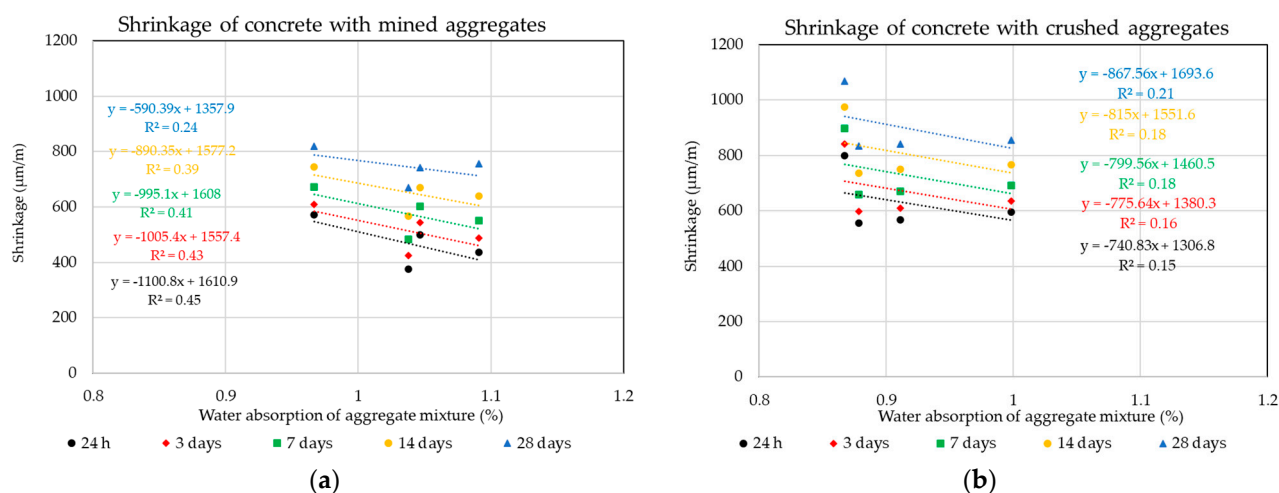 Shrinkage of concrete with mined aggregates
1200
1000
800
600
400
200
0
Shrinkage (μm/m)
y = -590.39x + 1357.9
R² = 0.24
y = -890.35x + 1577.2
R² = 0.39
y = -995.1x + 1608
R² = 0.41
y = -1005.4x + 1557.4
R² = 0.43
y = -1100.8x + 1610.9
R² = 0.45
0.8 0.9 1 1.1 1.2
Water absorption of aggregate mixture (%)
24 h 3 days 7 days 14 days 28 days
(a)
Shrinkage of concrete with crushed aggregates
1200
1000
800
600
400
200
0
Shrinkage (μm/m)
y = -867.56x + 1693.6
R² = 0.21
y = -815x + 1551.6
R² = 0.18
y = -799.56x + 1460.5
R² = 0.18
y = -775.64x + 1380.3
R² = 0.16
y = -740.83x + 1306.8
R² = 0.15
0.8 0.9 1 1.1 1.2
Water absorption of aggregate mixture (%)
24 h 3 days 7 days 14 days 28 days
(b)